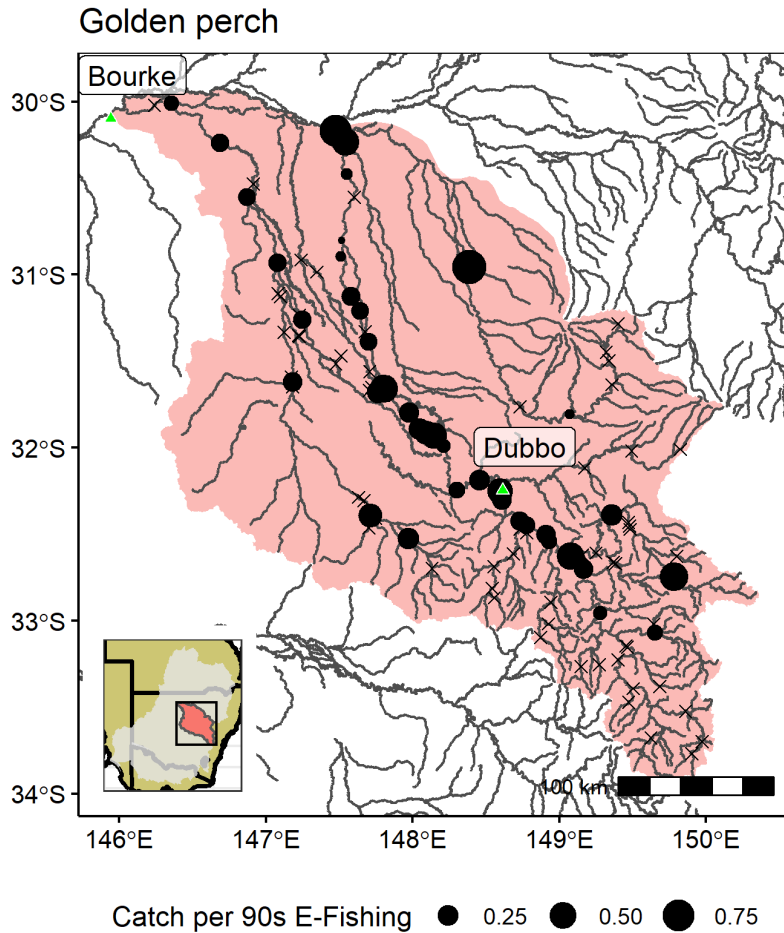 Golden perch
Bourke
Dubbo
30°S
31°S
32°S
33°S
34°S
100 km
146°E 147°E 148°E 149°E 150°E
Catch per 90s E-Fishing 0.25 0.50 0.75